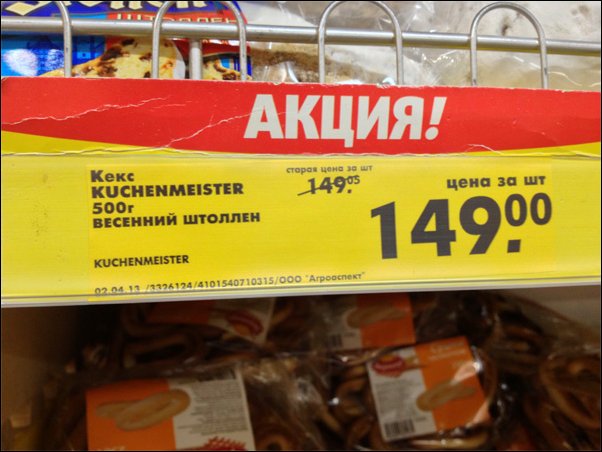 ШТОЛЛЕН
АКЦИЯ!
Кекс
KUCHENMEISTER
500г
ВЕСЕННИЙ ШТОЛЛЕН
старая цена за шт
149.05
цена за шт
149.00
KUCHENMEISTER
02.04.13 /3326124/4101540710315/ООО "Агроаспект"